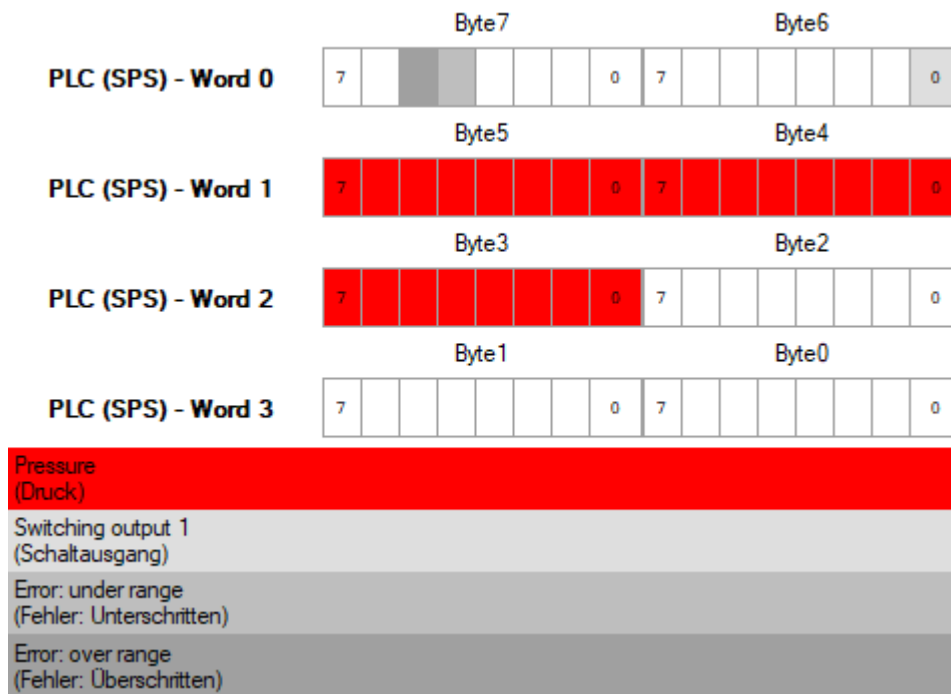 Byte7 Byte6
PLC (SPS) - Word 0 7 0 7 0
Byte5 Byte4
PLC (SPS) - Word 1 7 0 7 0
Byte3 Byte2
PLC (SPS) - Word 2 7 0 7 0
Byte1 Byte0
PLC (SPS) - Word 3 7 0 7 0
Pressure
(Druck)
Switching output 1
(Schaltausgang)
Error: under range
(Fehler: Unterschritten)
Error: over range
(Fehler: Überschritten)